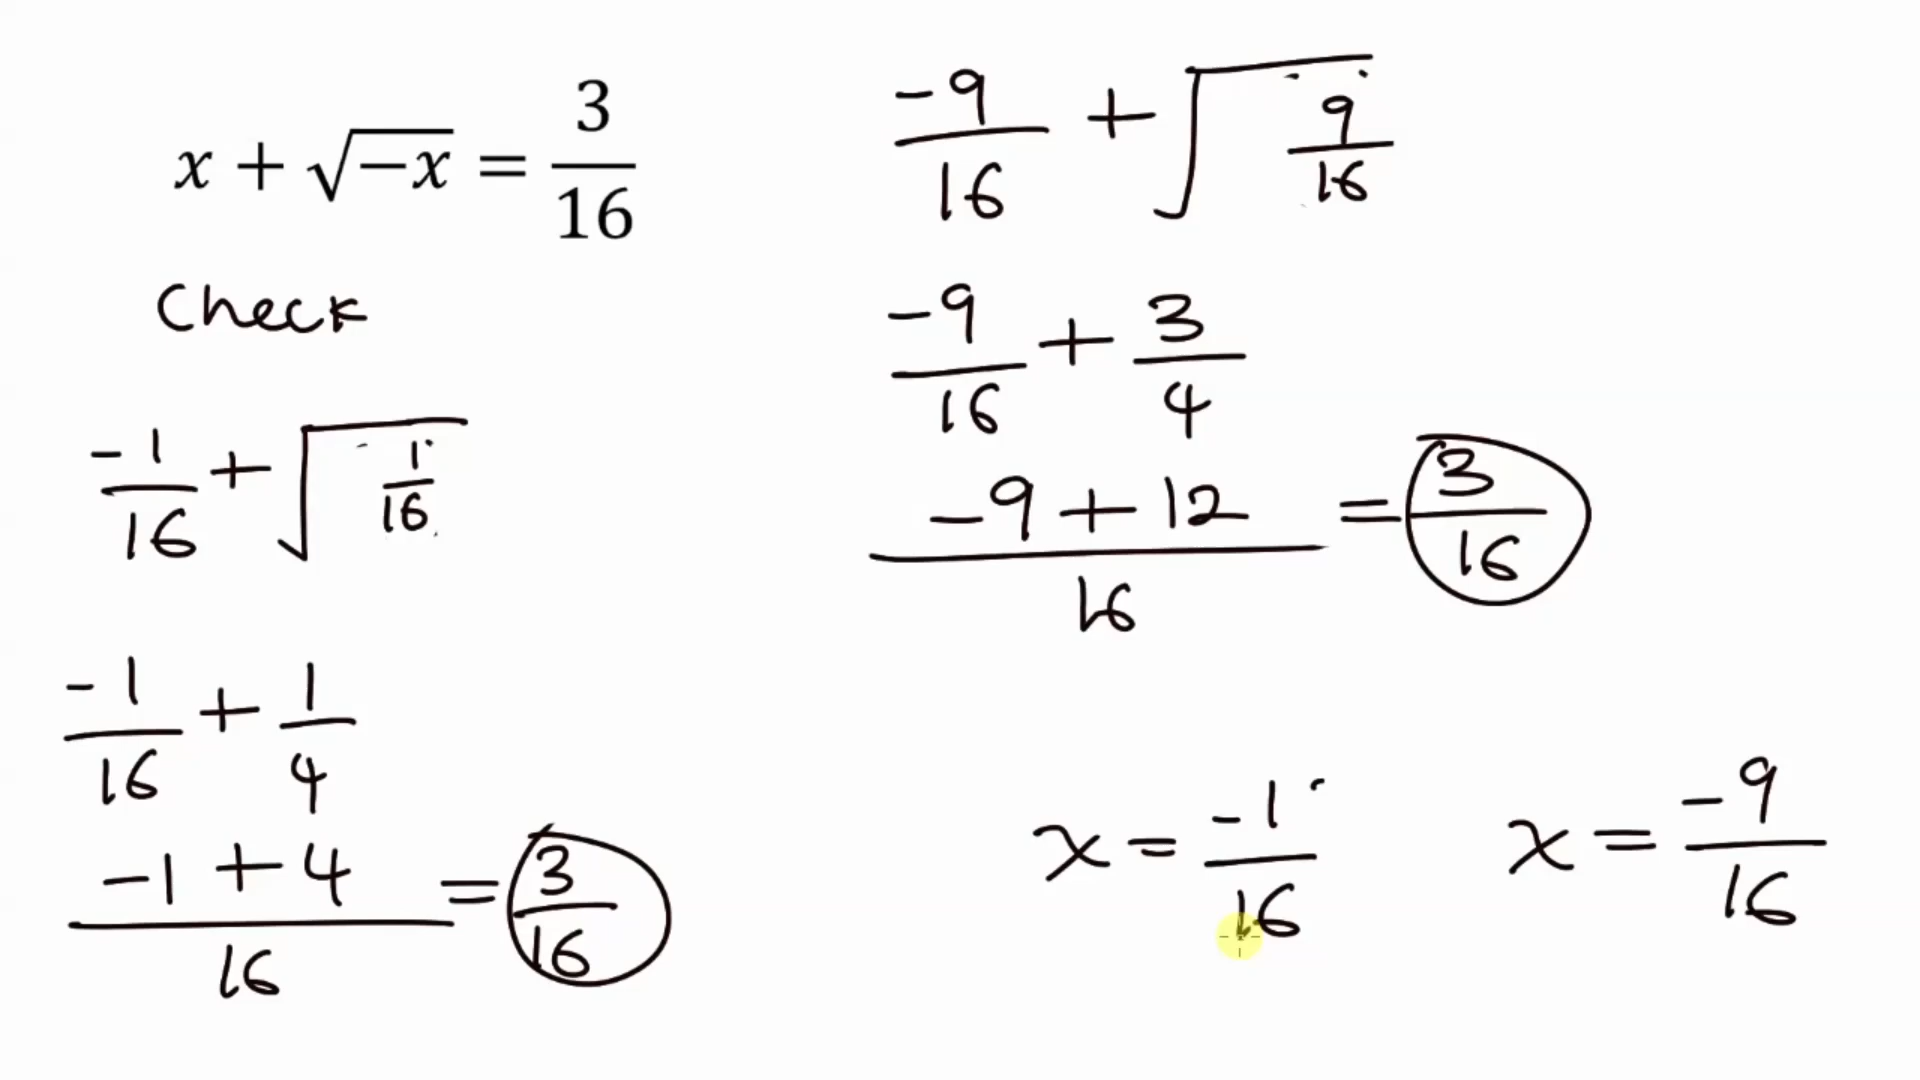 x + √-x = 3/16
Check
-1/16 + √1/16
-1/16 + 1/4
-1 + 4/16 = 3/16
-9/16 + √9/16
-9/16 + 3/4
-9 + 12/16 = 3/16
x = -1/16 x = -9/16